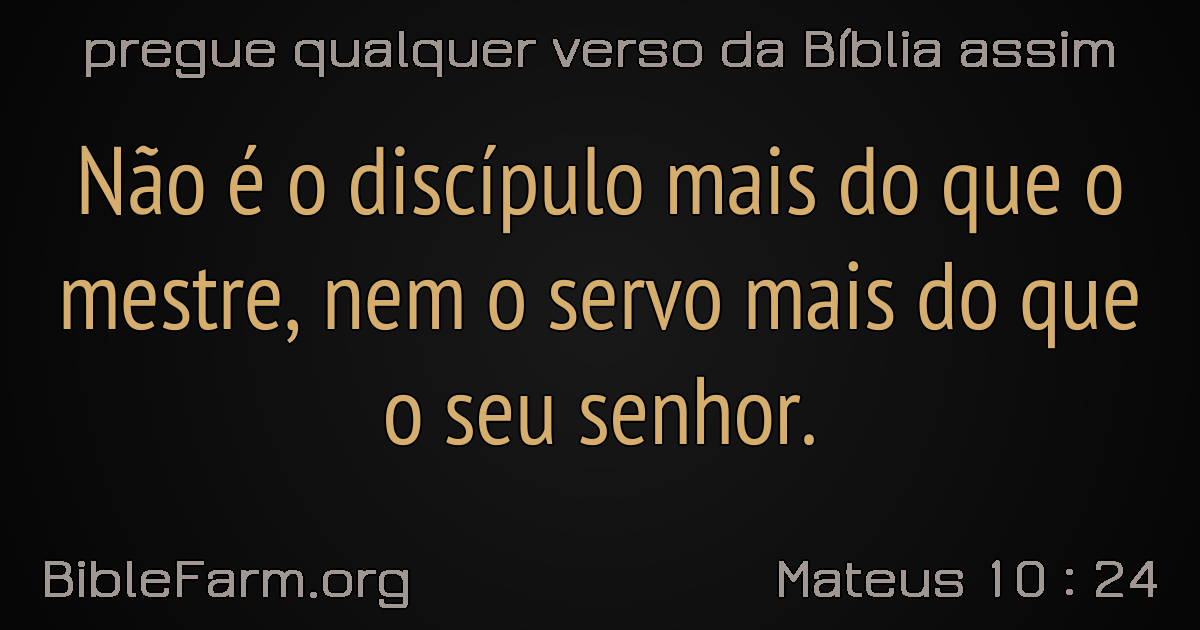 pregue qualquer verso da Bíblia assim
Não é o discípulo mais do que o
mestre, nem o servo mais do que
o seu senhor.
BibleFarm.org
Mateus 10 : 24